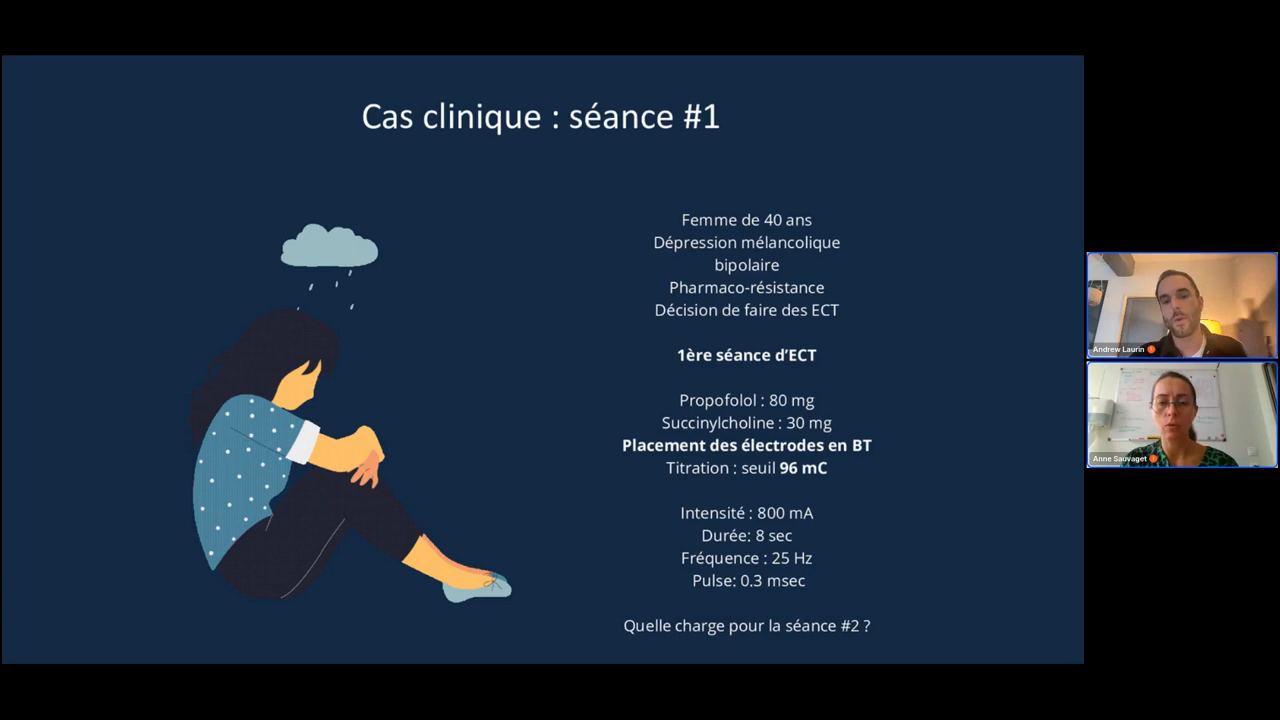 Cas clinique : séance #1
Femme de 40 ans
Dépression mélancolique
bipolaire
Pharmaco-résistance
Décision de faire des ECT
1ère séance d'ECT
Propofolol : 80 mg
Succinylcholine : 30 mg
Placement des électrodes en BT
Titration : seuil 96 mC
Intensité : 800 mA
Durée: 8 sec
Fréquence : 25 Hz
Pulse: 0.3 msec
Quelle charge pour la séance #2 ?
Andrew Laurin
Anne Sauvaget